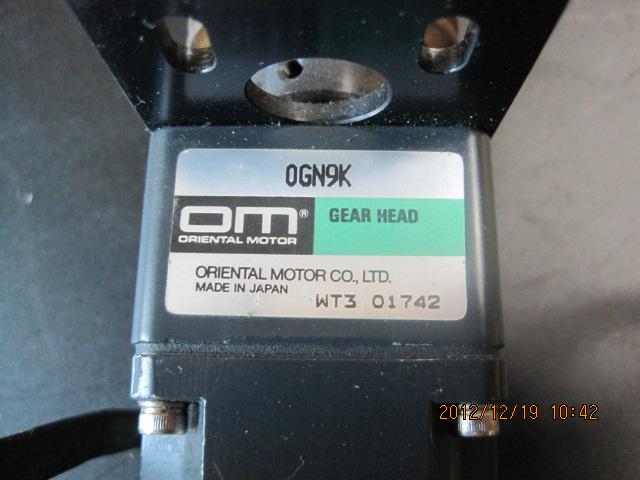 0GN9K
OM®
ORIENTAL MOTOR
GEAR HEAD
ORIENTAL MOTOR CO., LTD.
MADE IN JAPAN
WT3 01742
2012/12/19 10:42